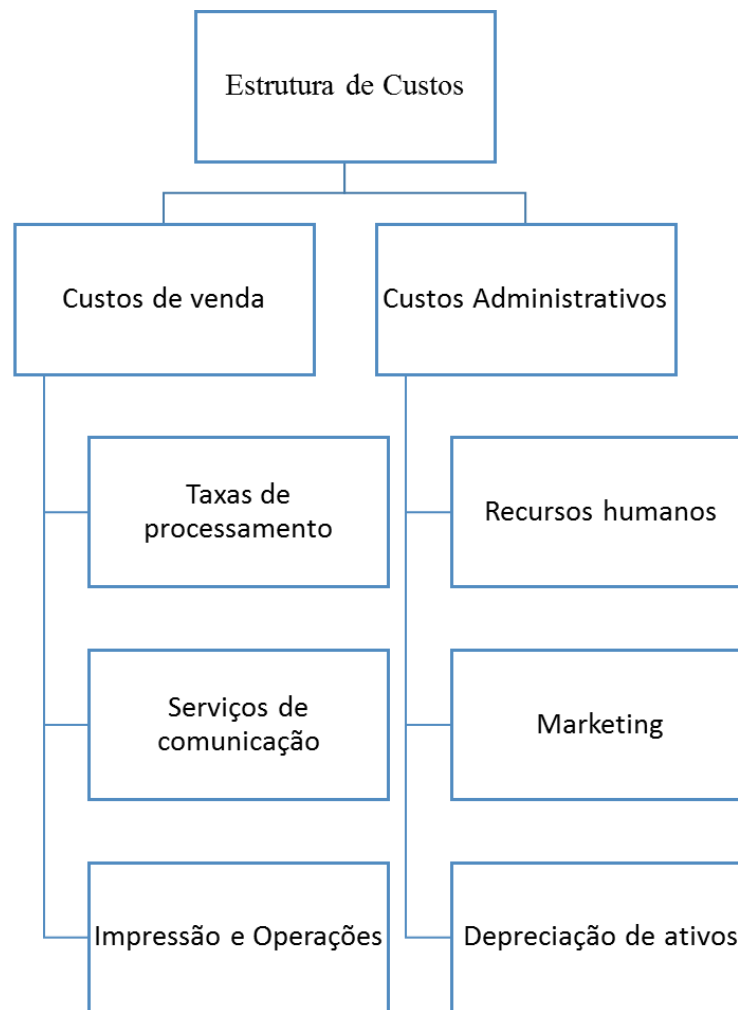 Estrutura de Custos
Custos de venda
Custos Administrativos
Taxas de
processamento
Recursos humanos
Serviços de
comunicação
Marketing
Impressão e Operações
Depreciação de ativos